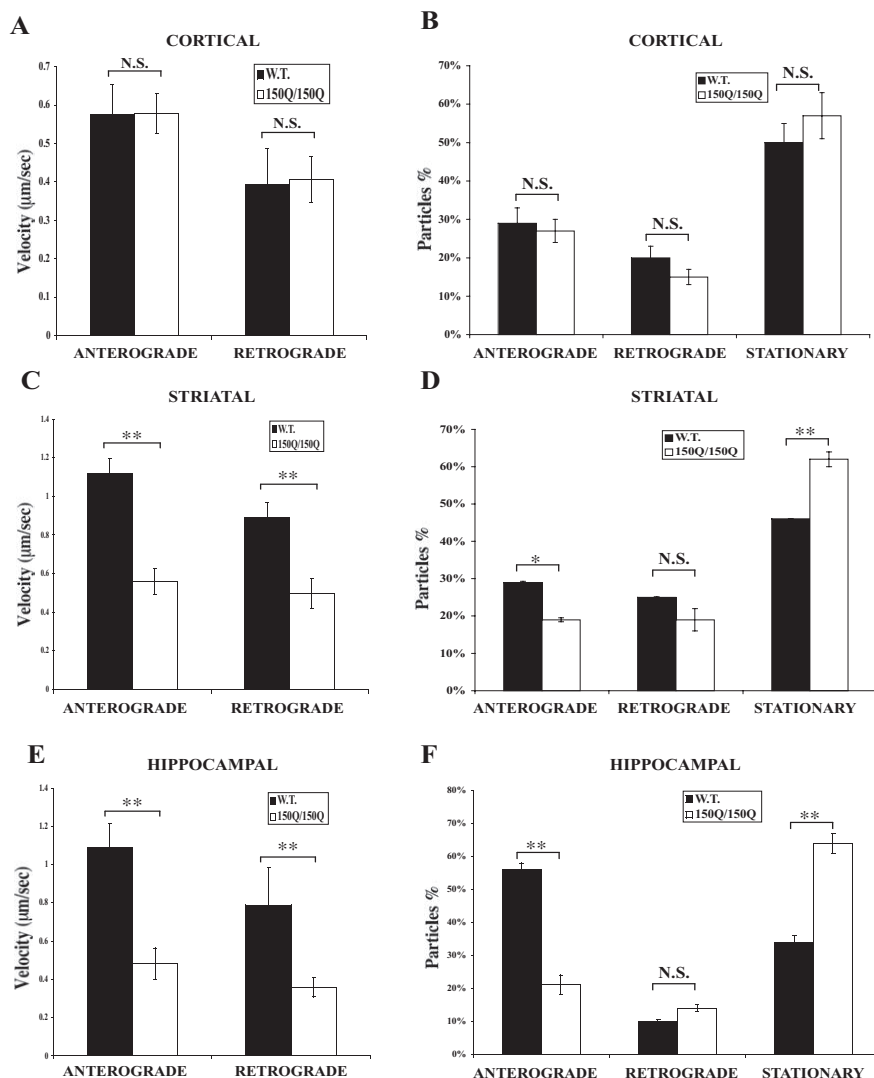 A
CORTICAL
0.7
0.6
0.5
0.4
0.3
0.2
0.1
0
Velocity (μm/sec)
N.S.
N.S.
W.T.
150Q/150Q
ANTEROGRADE RETROGRADE
B
CORTICAL
70%
60%
50%
40%
30%
20%
10%
0%
Particles %
N.S.
N.S.
N.S.
W.T.
150Q/150Q
ANTEROGRADE RETROGRADE STATIONARY
C
STRIATAL
1.4
1.2
1
0.8
0.6
0.4
0.2
0
Velocity (μm/sec)
**
**
W.T.
150Q/150Q
ANTEROGRADE RETROGRADE
D
STRIATAL
70%
60%
50%
40%
30%
20%
10%
0%
Particles %
*
N.S.
**
W.T.
150Q/150Q
ANTEROGRADE RETROGRADE STATIONARY
E
HIPPOCAMPAL
1.4
1.2
1
0.8
0.6
0.4
0.2
0
Velocity (μm/sec)
**
**
W.T.
150Q/150Q
ANTEROGRADE RETROGRADE
F
HIPPOCAMPAL
80%
70%
60%
50%
40%
30%
20%
10%
0%
Particles %
**
N.S.
**
W.T.
150Q/150Q
ANTEROGRADE RETROGRADE STATIONARY